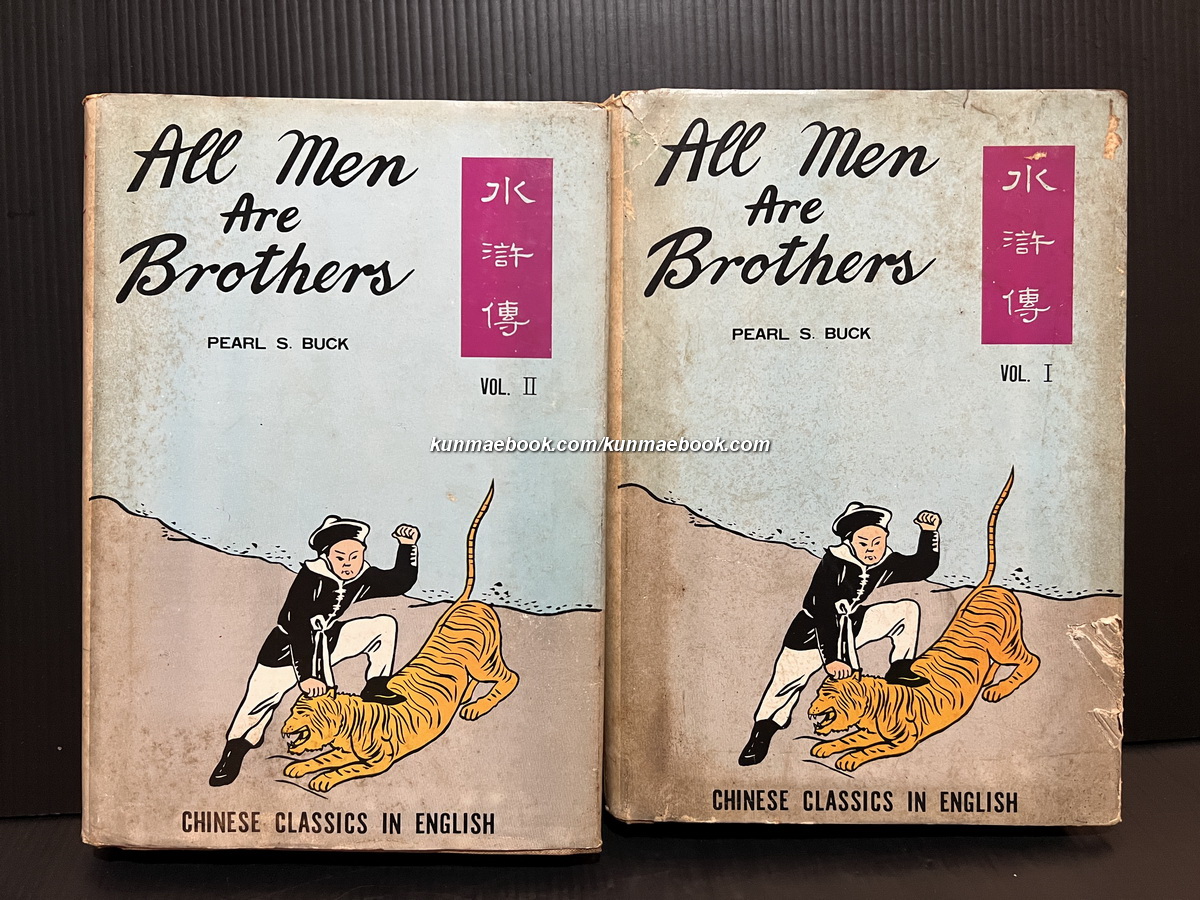 All Men
Are
Brothers
水滸傳
PEARL S. BUCK
VOL. II
CHINESE CLASSICS IN ENGLISH
All Men
Are
Brothers
水滸傳
PEARL S. BUCK
VOL. I
CHINESE CLASSICS IN ENGLISH
kunmaebook.com/kunmaebook.com